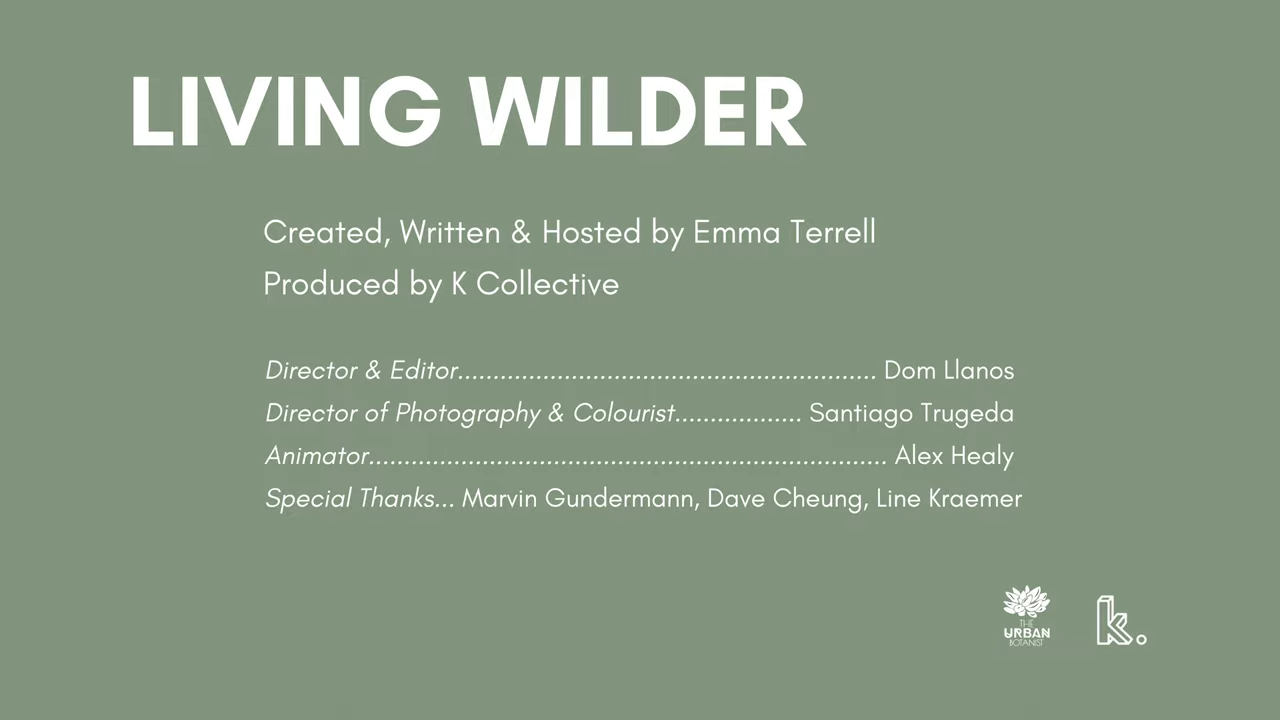 LIVING WILDER
Created, Written & Hosted by Emma Terrell
Produced by K Collective
Director & Editor........................................................... Dom Llanos
Director of Photography & Colourist.................. Santiago Trugeda
Animator......................................................................... Alex Healy
Special Thanks... Marvin Gundermann, Dave Cheung, Line Kraemer
THE
URBAN
BOTANIST
k.